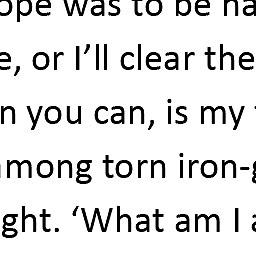 ope was to be ha
e, or I’ll clear the
n you can, is my
among torn iron-g
ght. ‘What am I a